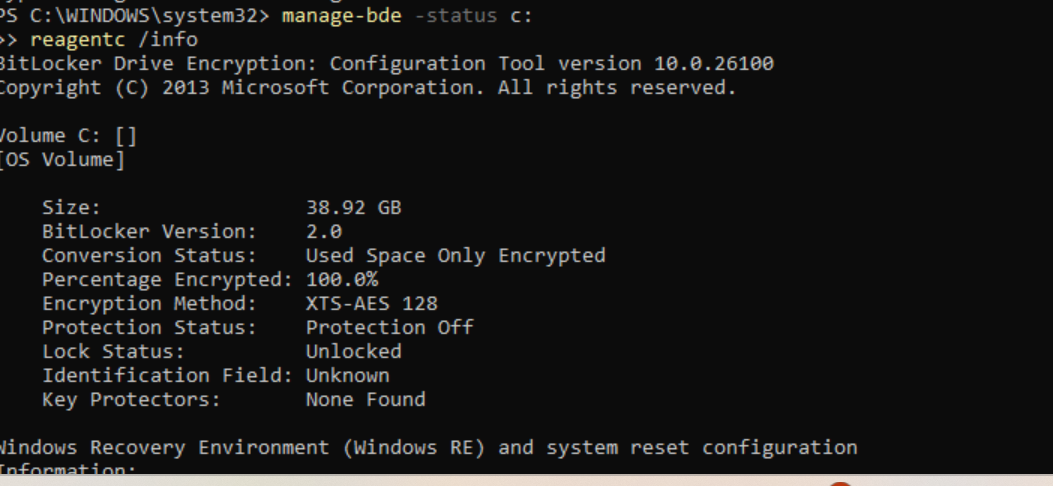 PS C:\WINDOWS\system32> manage-bde -status c:
>> reagentc /info
BitLocker Drive Encryption: Configuration Tool version 10.0.26100
Copyright (C) 2013 Microsoft Corporation. All rights reserved.
Volume C: []
[OS Volume]
Size: 38.92 GB
BitLocker Version: 2.0
Conversion Status: Used Space Only Encrypted
Percentage Encrypted: 100.0%
Encryption Method: XTS-AES 128
Protection Status: Protection Off
Lock Status: Unlocked
Identification Field: Unknown
Key Protectors: None Found
Windows Recovery Environment (Windows RE) and system reset configuration
Information: